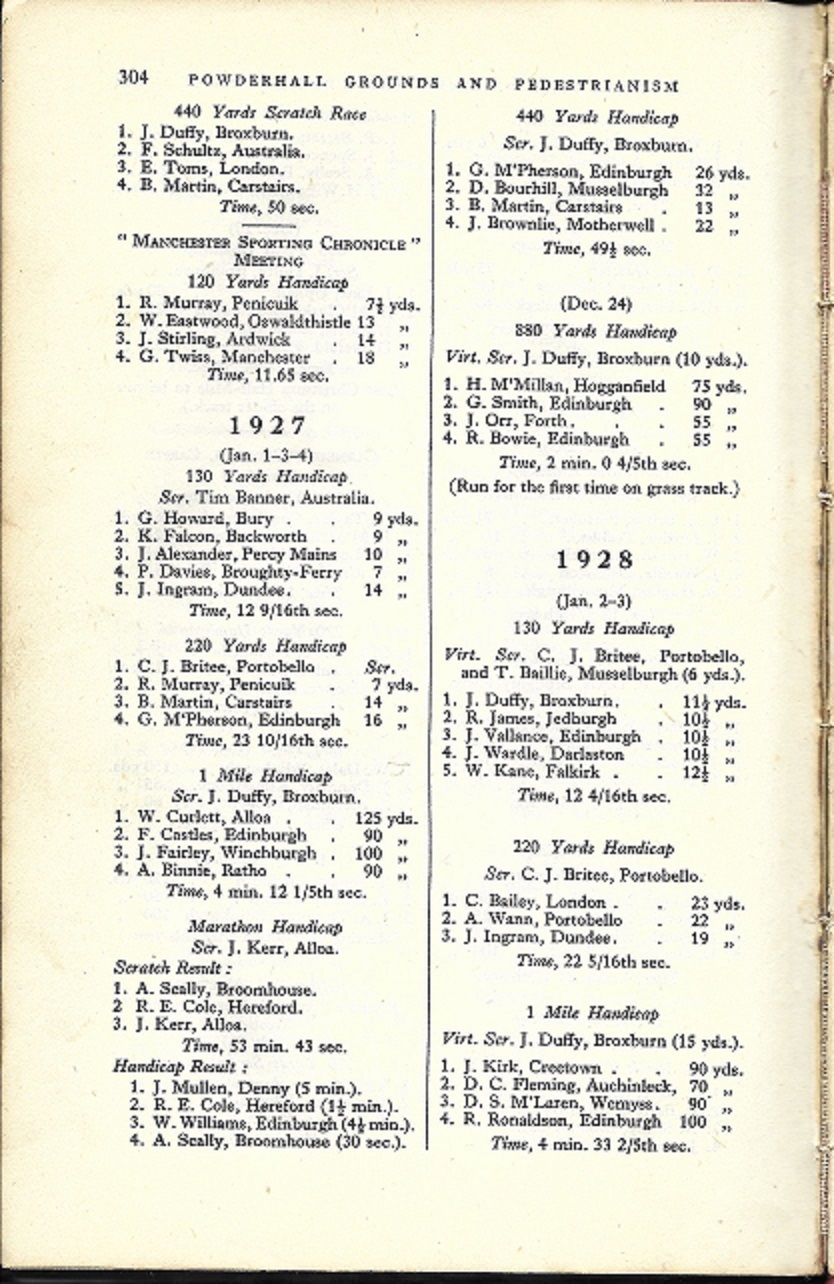 304 POWDERHALL GROUNDS AND PEDESTRIANISM
440 Yards Scratch Race
1. J. Duffy, Broxburn.
2. F. Schultz, Australia.
3. E. Toms, London.
4. B. Martin, Carstairs.
Time, 50 sec.
" MANCHESTER SPORTING CHRONICLE "
MEETING
120 Yards Handicap
1. R. Murray, Penicuik . 7½ yds.
2. W. Eastwood, Oswaldthistle 13 „
3. J. Stirling, Ardwick . 14 „
4. G. Twiss, Manchester . 18 „
Time, 11.65 sec.
1927
(Jan. 1-3-4)
130 Yards Handicap
Scr. Tim Banner, Australia.
1. G. Howard, Bury . . 9 yds.
2. K. Falcon, Backworth . 9 „
3. J. Alexander, Percy Mains 10 „
4. P. Davies, Broughty-Ferry 7 „
5. J. Ingram, Dundee. . 14 „
Time, 12 9/16th sec.
220 Yards Handicap
1. C. J. Britee, Portobello . Scr.
2. R. Murray, Penicuik . 7 yds.
3. B. Martin, Carstairs . 14 „
4. G. M'Pherson, Edinburgh 16 „
Time, 23 10/16th sec.
1 Mile Handicap
Scr. J. Duffy, Broxburn.
1. W. Curlett, Alloa . . 125 yds.
2. F. Castles, Edinburgh . 90 „
3. J. Fairley, Winchburgh . 100 „
4. A. Binnie, Ratho . . 90 „
Time, 4 min. 12 1/5th sec.
Marathon Handicap
Scr. J. Kerr, Alloa.
Scratch Result :
1. A. Scally, Broomhouse.
2 R. E. Cole, Hereford.
3. J. Kerr, Alloa.
Time, 53 min. 43 sec.
Handicap Result :
1. J. Mullen, Denny (5 min.).
2. R. E. Cole, Hereford (1½ min.).
3. W. Williams, Edinburgh (4½ min.).
4. A. Scally, Broomhouse (30 sec.).
440 Yards Handicap
Scr. J. Duffy, Broxburn.
1. G. M'Pherson, Edinburgh 26 yds.
2. D. Bourhill, Musselburgh 32 „
3. B. Martin, Carstairs . 13 „
4. J. Brownlie, Motherwell . 22 „
Time, 49½ sec.
(Dec. 24)
880 Yards Handicap
Virt. Scr. J. Duffy, Broxburn (10 yds.).
1. H. M'Millan, Hogganfield 75 yds.
2. G. Smith, Edinburgh . 90 „
3. J. Orr, Forth. . . 55 „
4. R. Bowie, Edinburgh . 55 „
Time, 2 min. 0 4/5th sec.
(Run for the first time on grass track.)
1928
(Jan. 2-3)
130 Yards Handicap
Virt. Scr. C. J. Britee, Portobello,
and T. Baillie, Musselburgh (6 yds.).
1. J. Duffy, Broxburn. . 11½ yds.
2. R. James, Jedburgh . 10½ „
3. J. Vallance, Edinburgh . 10½ „
4. J. Wardle, Darlaston . 10½ „
5. W. Kane, Falkirk . . 12½ „
Time, 12 4/16th sec.
220 Yards Handicap
Scr. C. J. Britee, Portobello.
1. C. Bailey, London . . 23 yds.
2. A. Wann, Portobello . 22 „
3. J. Ingram, Dundee. . 19 „
Time, 22 5/16th sec.
1 Mile Handicap
Virt. Scr. J. Duffy, Broxburn (15 yds.).
1. J. Kirk, Creetown . . 90 yds.
2. D. C. Fleming, Auchinleck, 70 „
3. D. S. M'Laren, Wemyss. . 90 „
4. R. Ronaldson, Edinburgh 100 „
Time, 4 min. 33 2/5th sec.